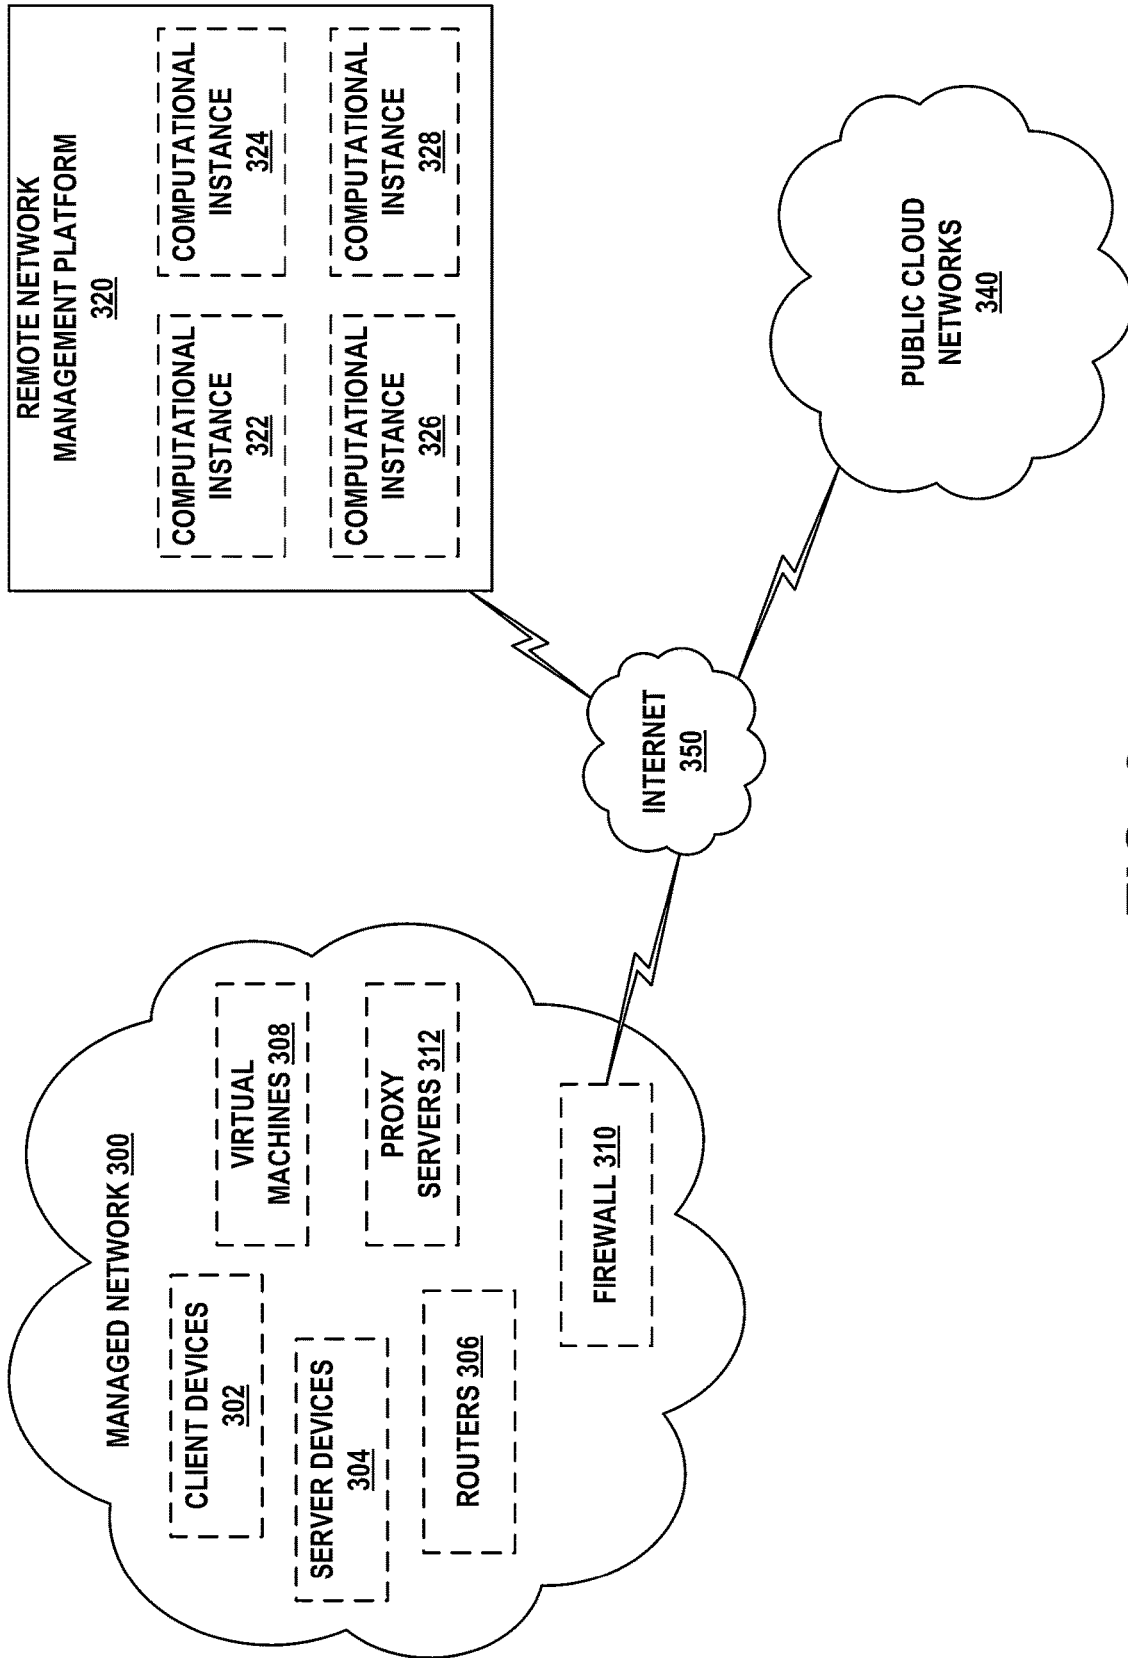 MANAGED NETWORK 300
CLIENT DEVICES
302
SERVER DEVICES
304
ROUTERS 306
VIRTUAL
MACHINES 308
PROXY
SERVERS 312
FIREWALL 310
INTERNET
350
REMOTE NETWORK
MANAGEMENT PLATFORM
320
COMPUTATIONAL
INSTANCE
322
COMPUTATIONAL
INSTANCE
324
COMPUTATIONAL
INSTANCE
326
COMPUTATIONAL
INSTANCE
328
PUBLIC CLOUD
NETWORKS
340